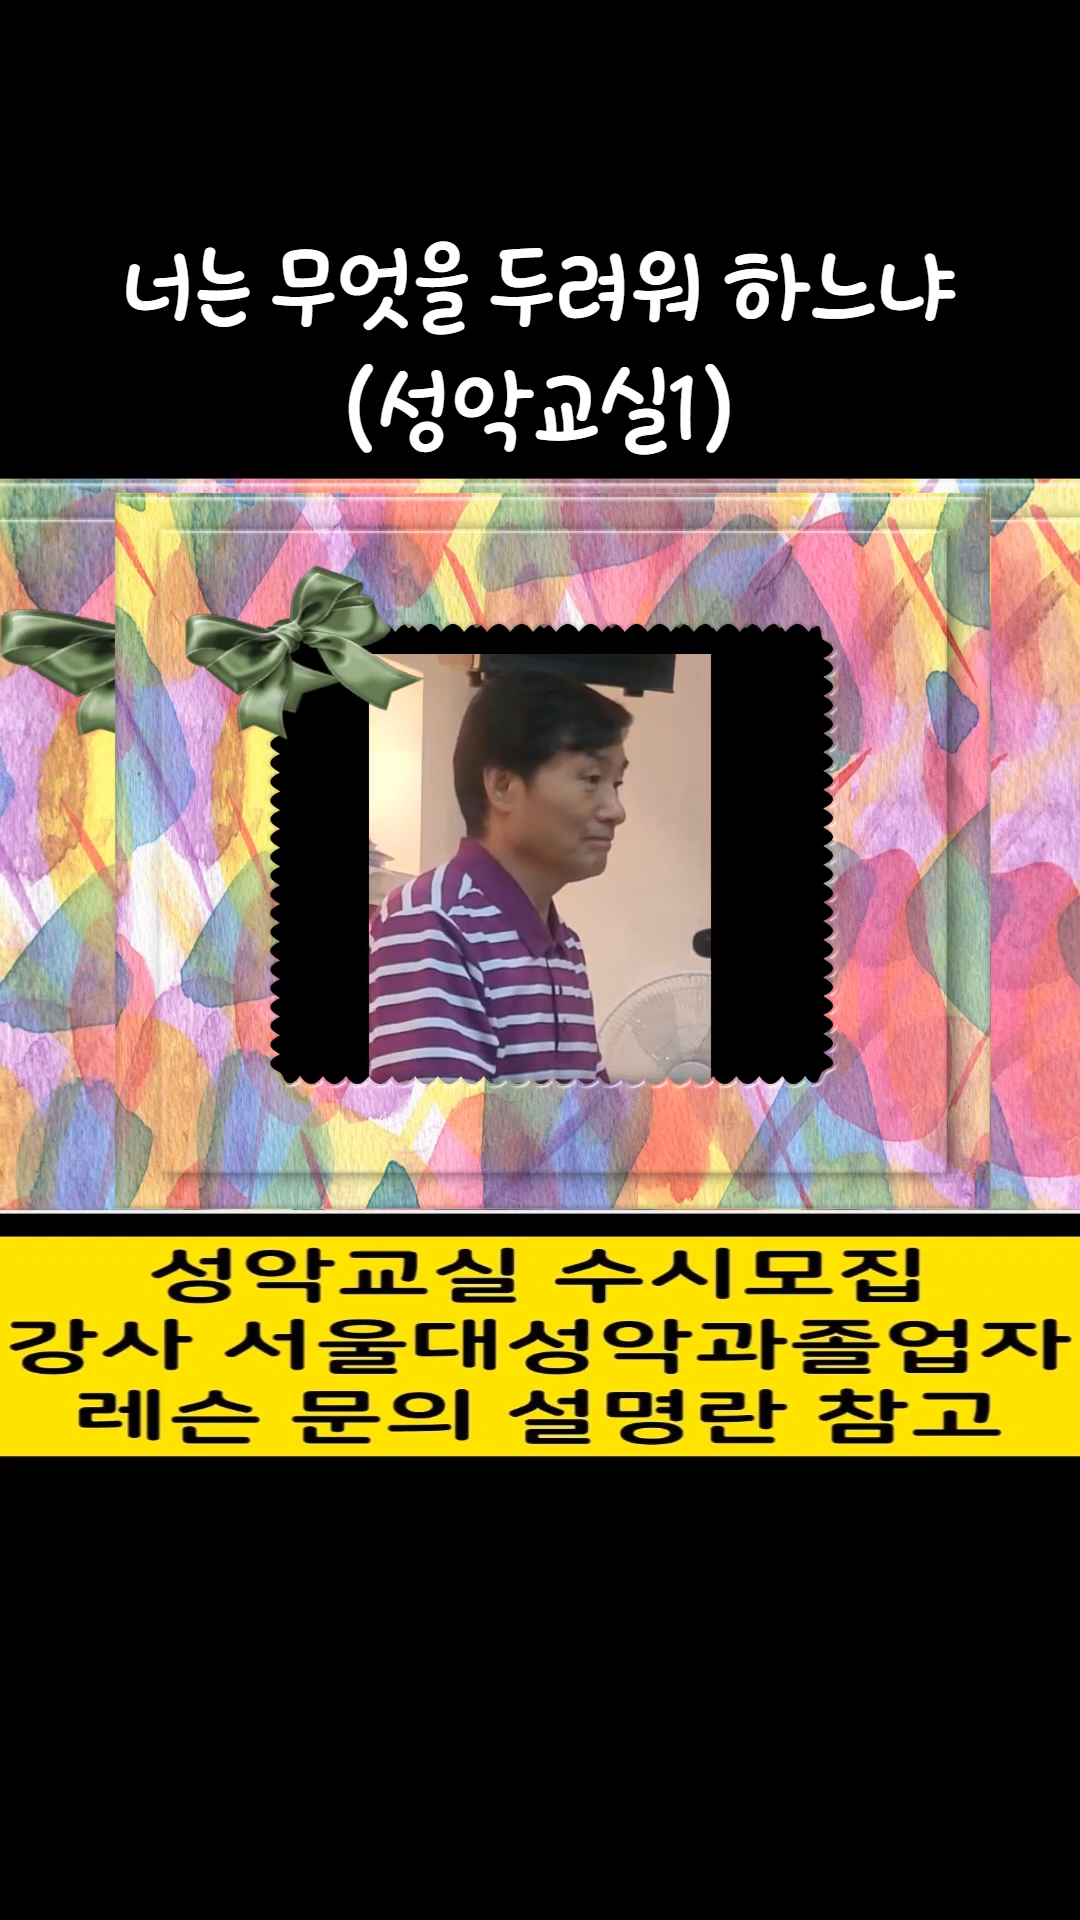 너는 무엇을 두려워 하느냐
(성악교실1)
성악교실 수시모집
강사 서울대성악과졸업자
레슨 문의 설명란 참고